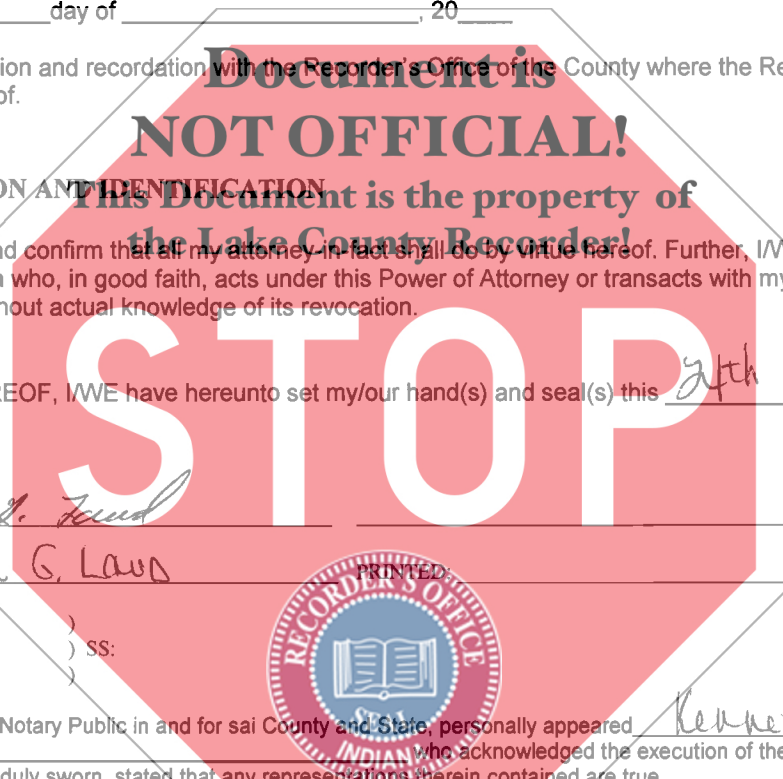 day of , 20
Document is
ion and recordation with the Recorder's Office of the County where the Re
of.
NOT OFFICIAL!
ON AND IDENTIFICATION
This Document is the property of
the Lake County Recorder!
nd confirm that all my attorney-in-fact shall do by virtue hereof. Further, I/W
who, in good faith, acts under this Power of Attorney or transacts with my
hout actual knowledge of its revocation.
STOP
EOF, I/WE have hereunto set my/our hand(s) and seal(s) this 24th
G. Laud PRINTED:
)
) SS:
)
RECORDER'S OFFICE
SEAL
INDIANA
Notary Public in and for sai County and State, personally appeared Kenne
who acknowledged the execution of the
duly sworn, stated that any representations therein contained are true.